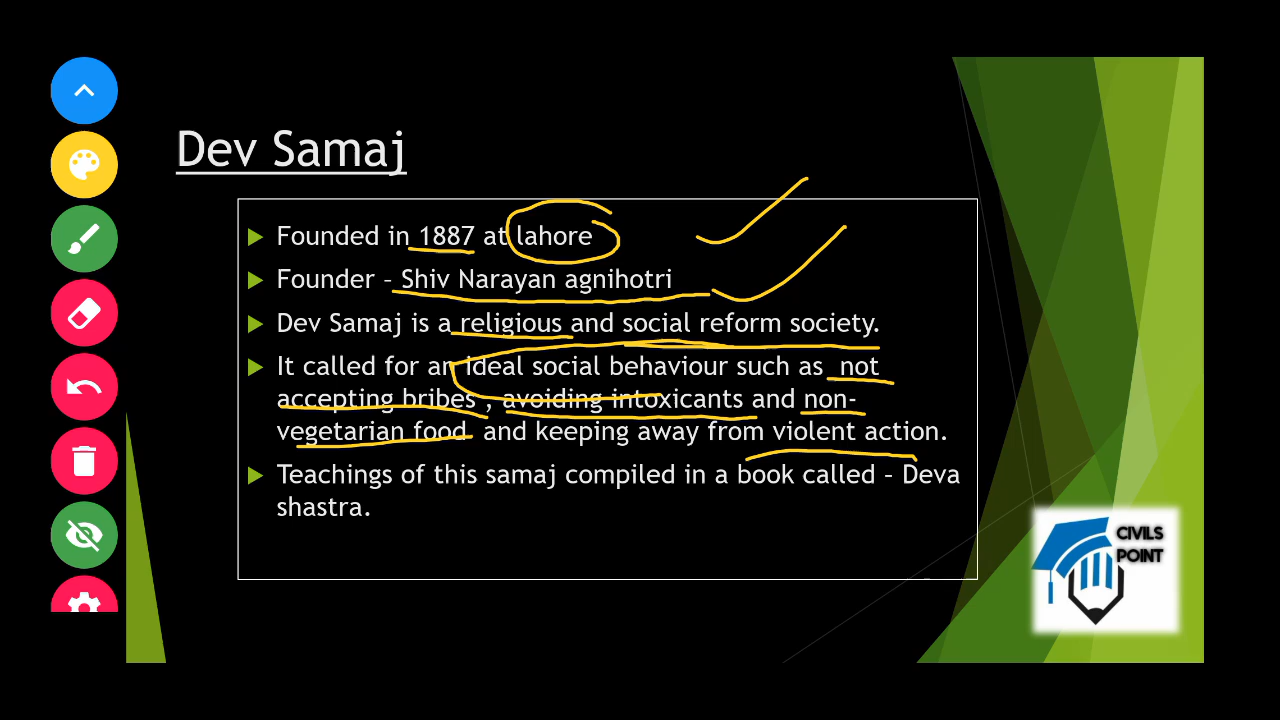 Dev Samaj
Founded in 1887 at lahore
Founder – Shiv Narayan agnihotri
Dev Samaj is a religious and social reform society.
It called for an ideal social behaviour such as not
accepting bribes , avoiding intoxicants and non-
vegetarian food and keeping away from violent action.
Teachings of this samaj compiled in a book called – Deva
shastra.
CIVILS
POINT